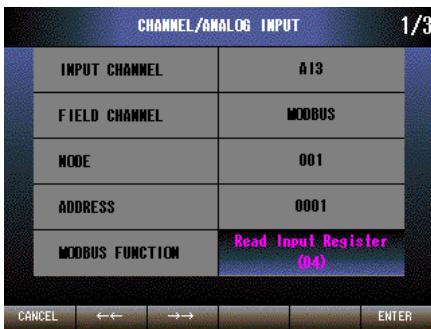 CHANNEL/ANALOG INPUT 1/3
INPUT CHANNEL AI3
FIELD CHANNEL MODBUS
NODE 001
ADDRESS 0001
MODBUS FUNCTION Read Input Register
(04)
CANCEL ←← →→ ENTER